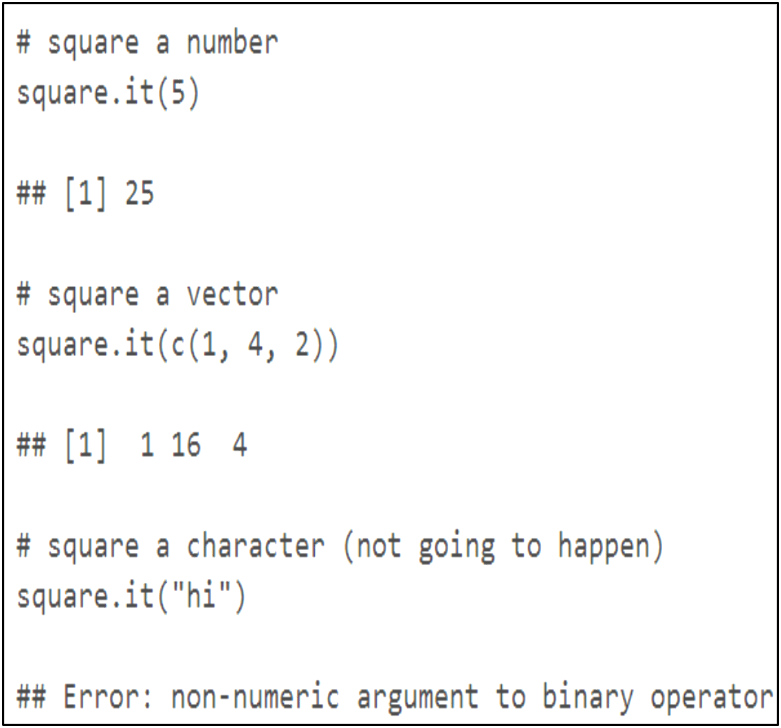 # square a number
square.it(5)
## [1] 25
# square a vector
square.it(c(1, 4, 2))
## [1]  1 16  4
# square a character (not going to happen)
square.it("hi")
## Error: non-numeric argument to binary operator